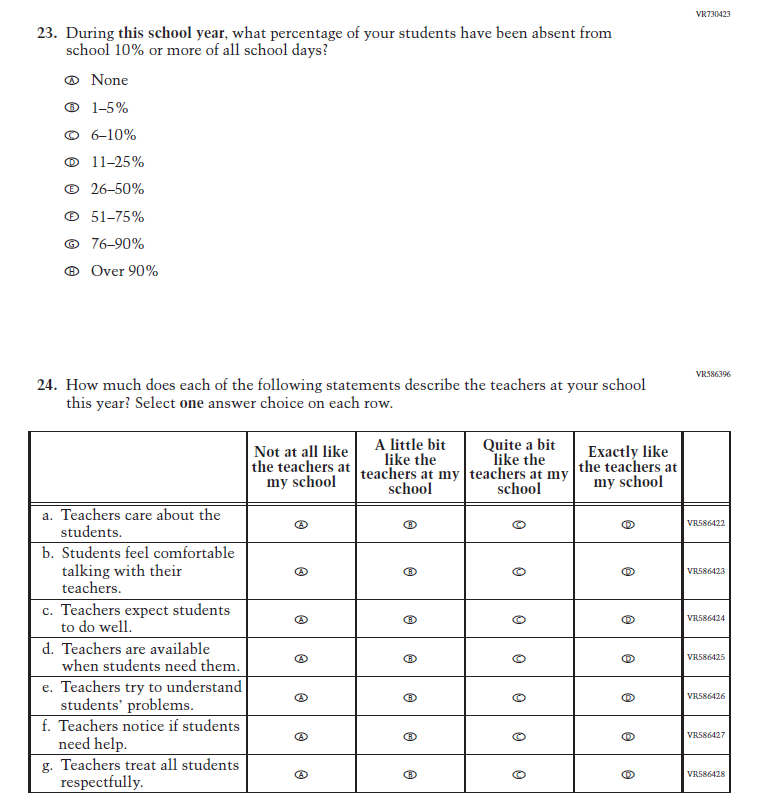 VR730423
23. During this school year, what percentage of your students have been absent from
school 10% or more of all school days?
Ⓐ None
Ⓑ 1–5%
Ⓒ 6–10%
Ⓓ 11–25%
Ⓔ 26–50%
Ⓕ 51–75%
Ⓖ 76–90%
Ⓗ Over 90%
VR586396
24. How much does each of the following statements describe the teachers at your school
this year? Select one answer choice on each row.
Not at all like
the teachers at
my school
A little bit
like the
teachers at my
school
Quite a bit
like the
teachers at my
school
Exactly like
the teachers at
my school
a. Teachers care about the
students.
Ⓐ Ⓑ Ⓒ Ⓓ VR586422
b. Students feel comfortable
talking with their
teachers.
Ⓐ Ⓑ Ⓒ Ⓓ VR586423
c. Teachers expect students
to do well.
Ⓐ Ⓑ Ⓒ Ⓓ VR586424
d. Teachers are available
when students need them.
Ⓐ Ⓑ Ⓒ Ⓓ VR586425
e. Teachers try to understand
students’ problems.
Ⓐ Ⓑ Ⓒ Ⓓ VR586426
f. Teachers notice if students
need help.
Ⓐ Ⓑ Ⓒ Ⓓ VR586427
g. Teachers treat all students
respectfully.
Ⓐ Ⓑ Ⓒ Ⓓ VR586428